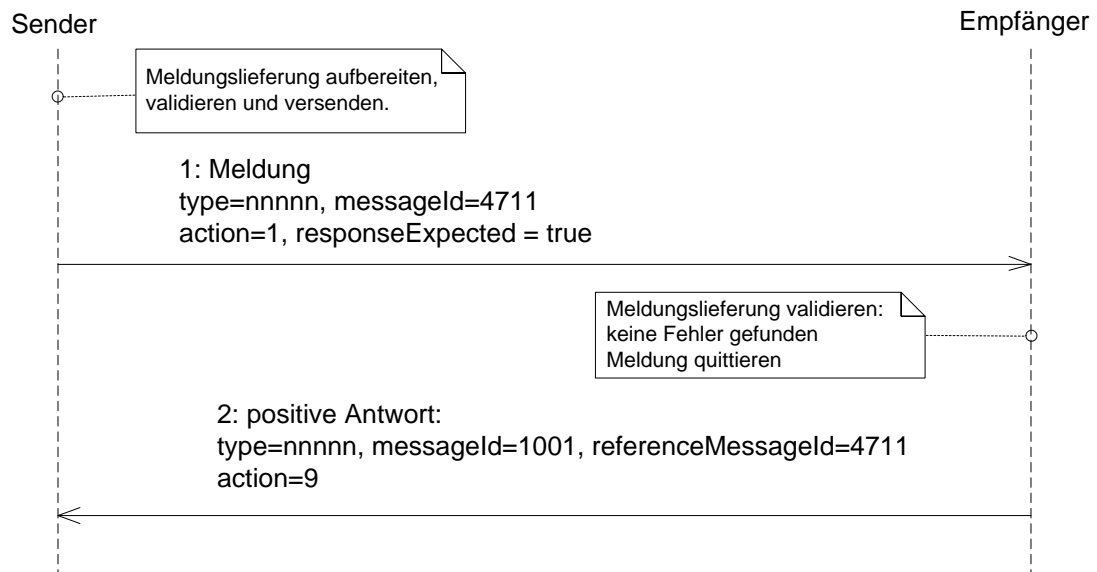 Sender
Empfänger
Meldungslieferung aufbereiten,
validieren und versenden.
1: Meldung
type=nnnnn, messageId=4711
action=1, responseExpected = true
Meldungslieferung validieren:
keine Fehler gefunden
Meldung quittieren
2: positive Antwort:
type=nnnnn, messageId=1001, referenceMessageId=4711
action=9